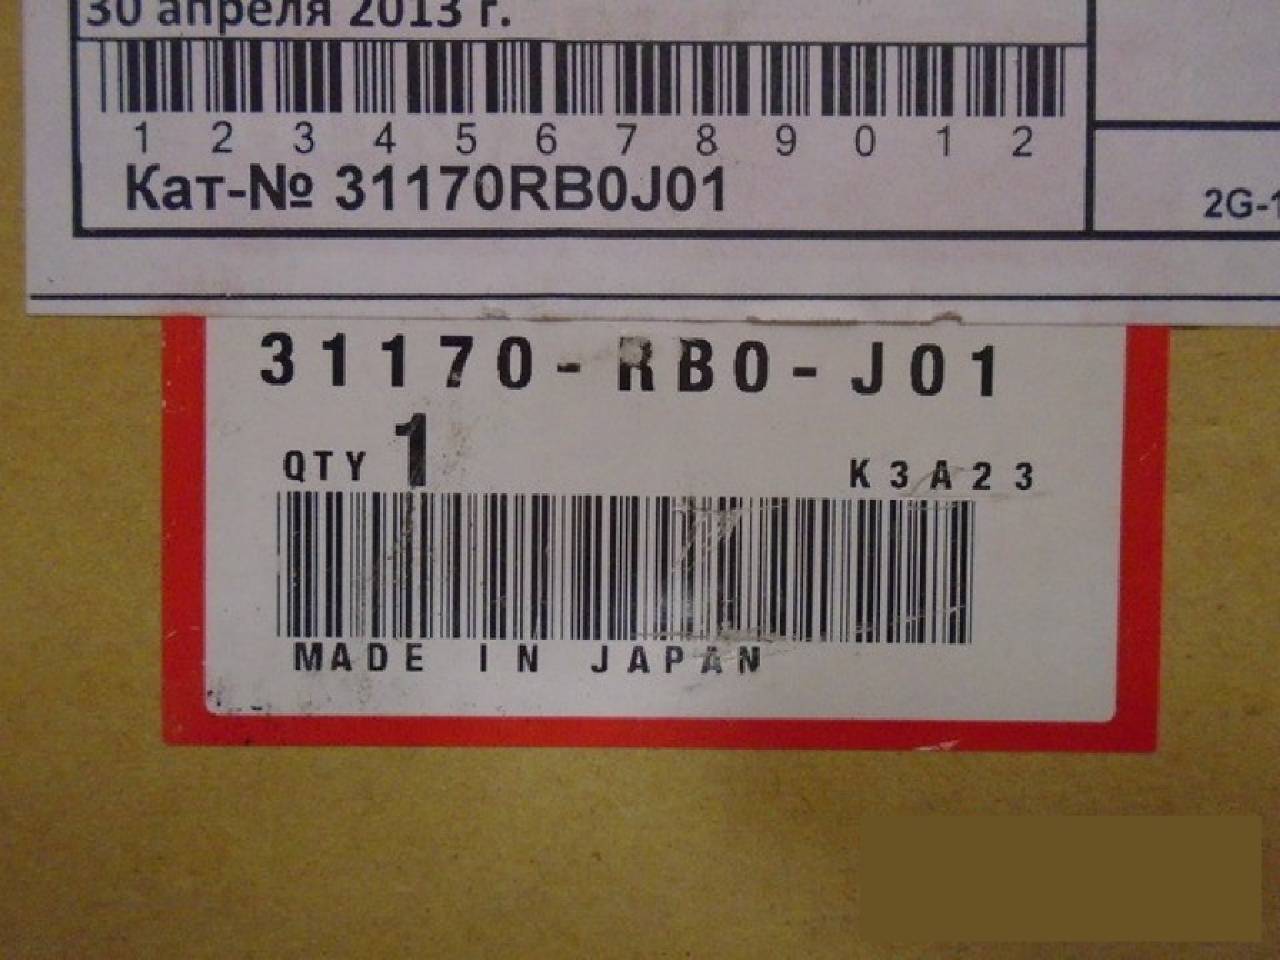 30 апреля 2013 г.
1 2 3 4 5 6 7 8 9 0 1 2
Кат-№ 31170RB0J01
2G-1
31170-RB0-J01
QTY 1
K3A23
MADE IN JAPAN